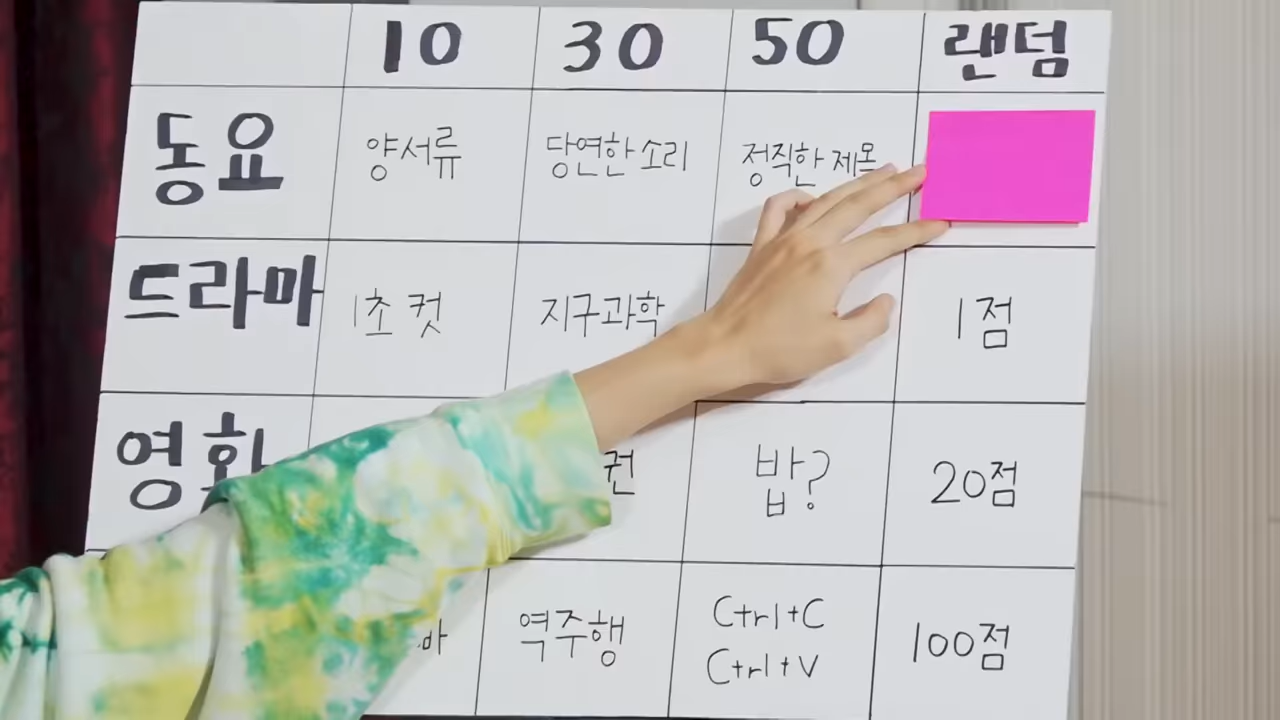 10 30 50 랜덤
동요 양서류 당연한 소리 정직한 제목
드라마 1초 컷 지구과학 1점
영화 밥? 20점
역주행 Ctrl+C 100점
Ctrl+V